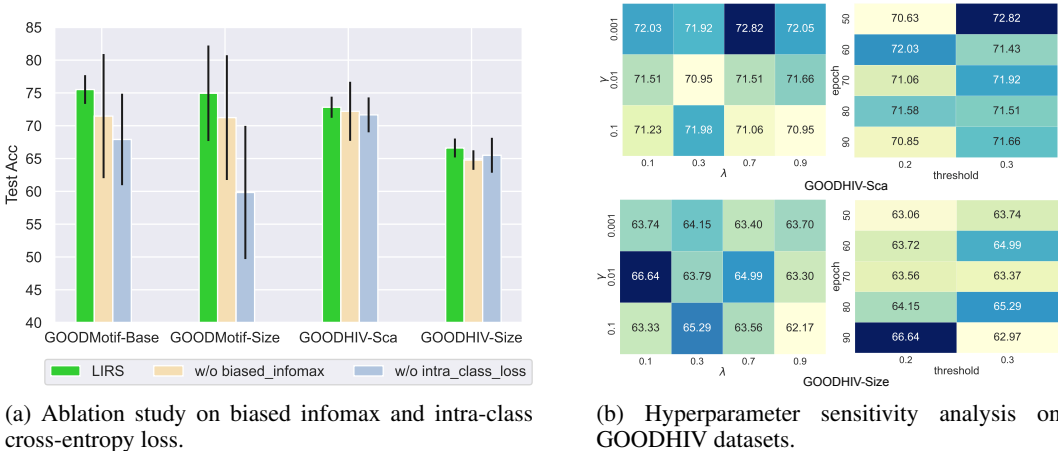 85
80
75
70
65
60
55
50
45
40
Test Acc
GOODMotif-Base GOODMotif-Size GOODHIV-Sca GOODHIV-Size
LIRS w/o biased_infomax w/o intra_class_loss
(a) Ablation study on biased infomax and intra-class
cross-entropy loss.
0.001 72.03 71.92 72.82 72.05
γ
0.01 71.51 70.95 71.51 71.66
0.1 71.23 71.98 71.06 70.95
0.1 0.3 0.7 0.9
λ
50 70.63 72.82
60 72.03 71.43
epoch
70 71.06 71.92
80 71.58 71.51
90 70.85 71.66
0.2 0.3
threshold
GOODHIV-Sca
0.001 63.74 64.15 63.40 63.70
γ
0.01 66.64 63.79 64.99 63.30
0.1 63.33 65.29 63.56 62.17
0.1 0.3 0.7 0.9
λ
50 63.06 63.74
60 63.72 64.99
epoch
70 63.56 63.37
80 64.15 65.29
90 66.64 62.97
0.2 0.3
threshold
GOODHIV-Size
(b) Hyperparameter sensitivity analysis on
GOODHIV datasets.